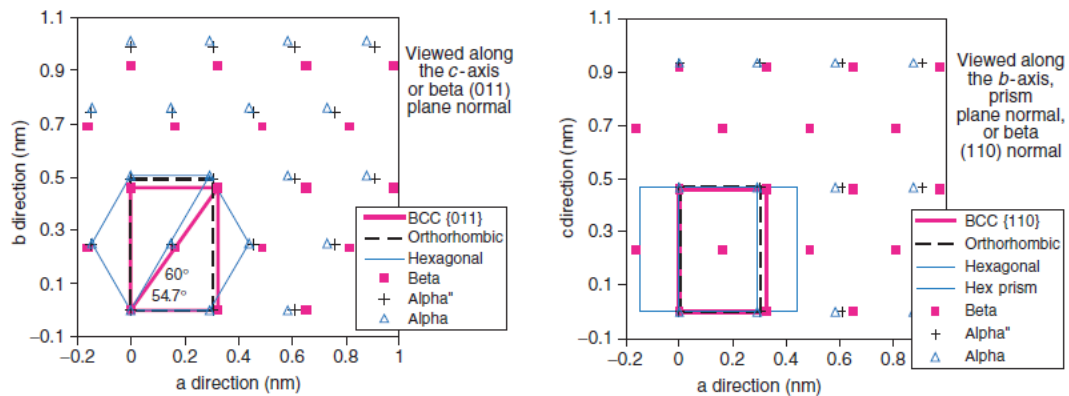 1.1
0.9
0.7
0.5
0.3
0.1
−0.1
b direction (nm)
−0.2
0
0.2
0.4
0.6
0.8
1
a direction (nm)
Viewed along
the c-axis
or beta (011)
plane normal
60°
54.7°
BCC {011}
Orthorhombic
Hexagonal
Beta
Alpha"
Alpha
1.1
0.9
0.7
0.5
0.3
0.1
−0.1
c direction (nm)
−0.2
0
0.2
0.4
0.6
0.8
a direction (nm)
Viewed along
the b-axis,
prism
plane normal,
or beta
(110) normal
BCC {110}
Orthorhombic
Hexagonal
Hex prism
Beta
Alpha"
Alpha